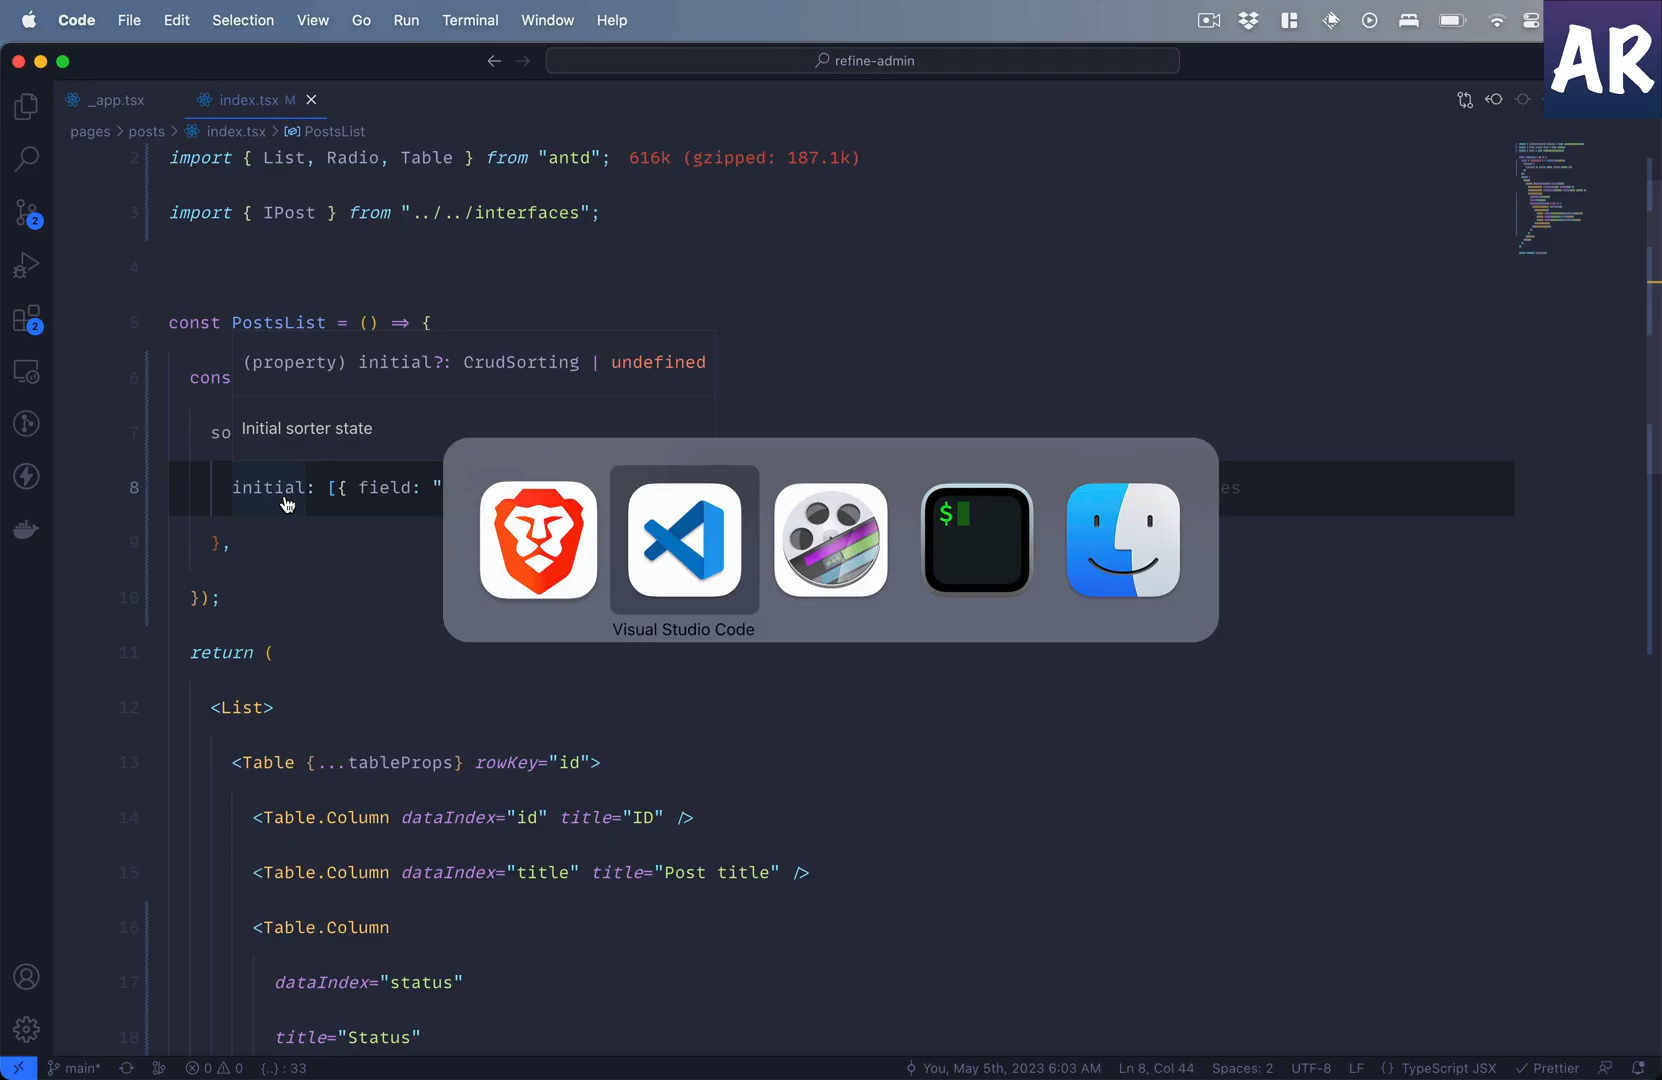 Code File Edit Selection View Go Run Terminal Window Help
AR
refine-admin
_app.tsx index.tsx M
pages > posts > index.tsx > PostsList
2 import { List, Radio, Table } from "antd"; 616k (gzipped: 187.1k)
3 import { IPost } from "../../interfaces";
4
5 const PostsList = () => {
(property) initial?: CrudSorting | undefined
6 cons
Initial sorter state
7 so
8 initial: [{ field: " es
9 },
10 });
11 return (
12 <List>
13 <Table {...tableProps} rowKey="id">
14 <Table.Column dataIndex="id" title="ID" />
15 <Table.Column dataIndex="title" title="Post title" />
16 <Table.Column
17 dataIndex="status"
18 title="Status"
2
2
$
Visual Studio Code
main* 0 0 {..} : 33 You, May 5th, 2023 6:03 AM Ln 8, Col 44 Spaces: 2 UTF-8 LF {} TypeScript JSX Prettier